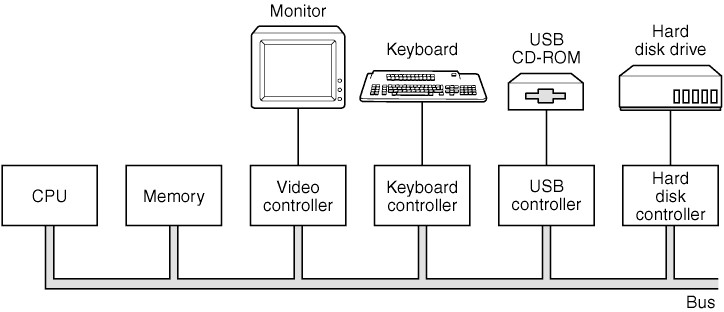 Monitor
Keyboard
USB
CD-ROM
Hard
disk drive
CPU
Memory
Video
controller
Keyboard
controller
USB
controller
Hard
disk
controller
Bus